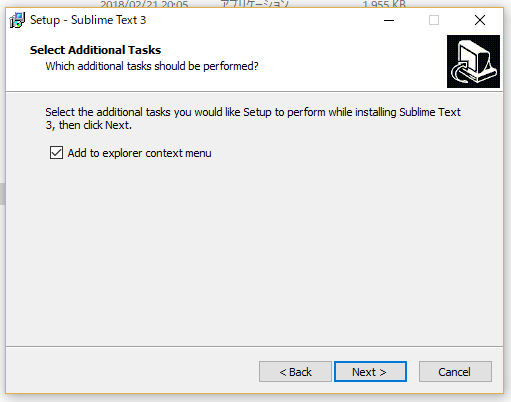 2018/02/21 20:05 アプリケーション 1,955 KB
Setup - Sublime Text 3
Select Additional Tasks
Which additional tasks should be performed?
Select the additional tasks you would like Setup to perform while installing Sublime Text
3, then click Next.
Add to explorer context menu
< Back Next > Cancel